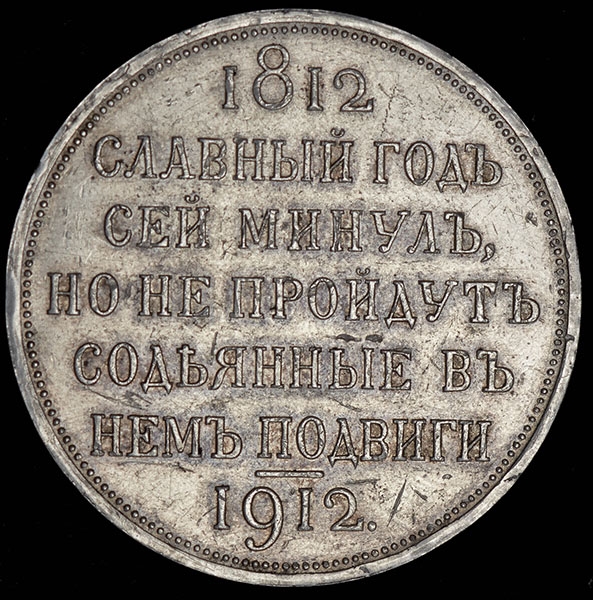 1812
СЛАВНЫЙ ГОДЪ
СЕЙ МИНУЛЪ,
НО НЕ ПРОЙДУТЪ
СОДѢЯННЫЕ ВЪ
НЕМЪ ПОДВИГИ
1912.